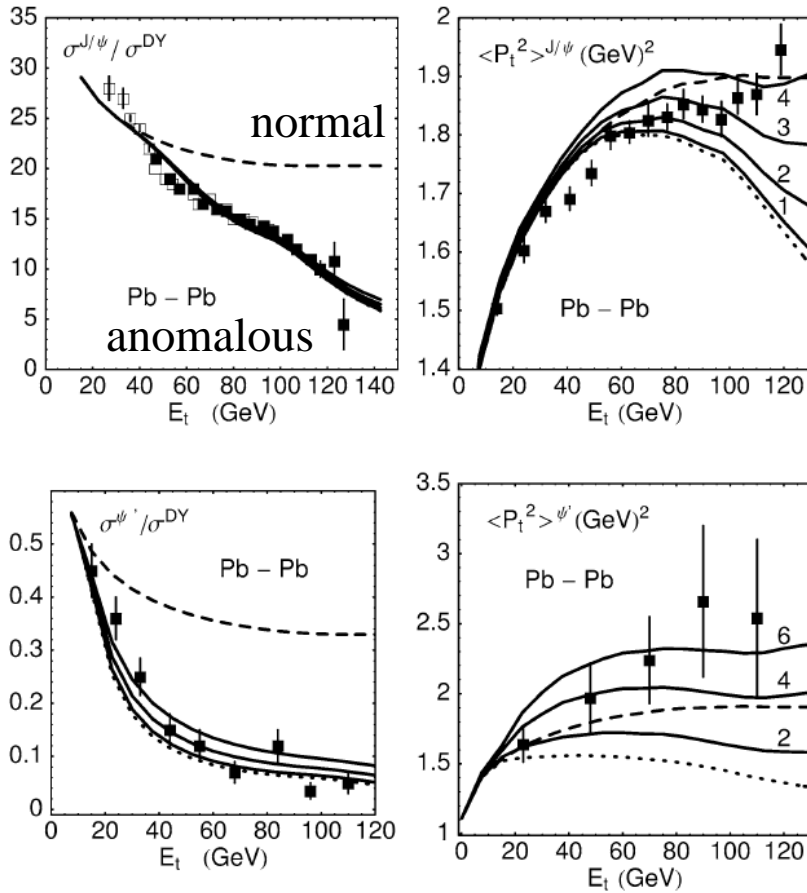 σ^{J/ψ}/σ^{DY}
35
30
25
20
15
10
5
0
normal
Pb – Pb
anomalous
0 20 40 60 80 100 120 140
E_t (GeV)
<P_t^2>^{J/ψ}(GeV)^2
2
1.9
1.8
1.7
1.6
1.5
1.4
4
3
2
1
Pb – Pb
0 20 40 60 80 100 120
E_t (GeV)
σ^{ψ'}/σ^{DY}
0.5
0.4
0.3
0.2
0.1
0
Pb – Pb
0 20 40 60 80 100 120
E_t (GeV)
<P_t^2>^{ψ'}(GeV)^2
3.5
3
2.5
2
1.5
1
Pb – Pb
6
4
2
0 20 40 60 80 100 120
E_t (GeV)